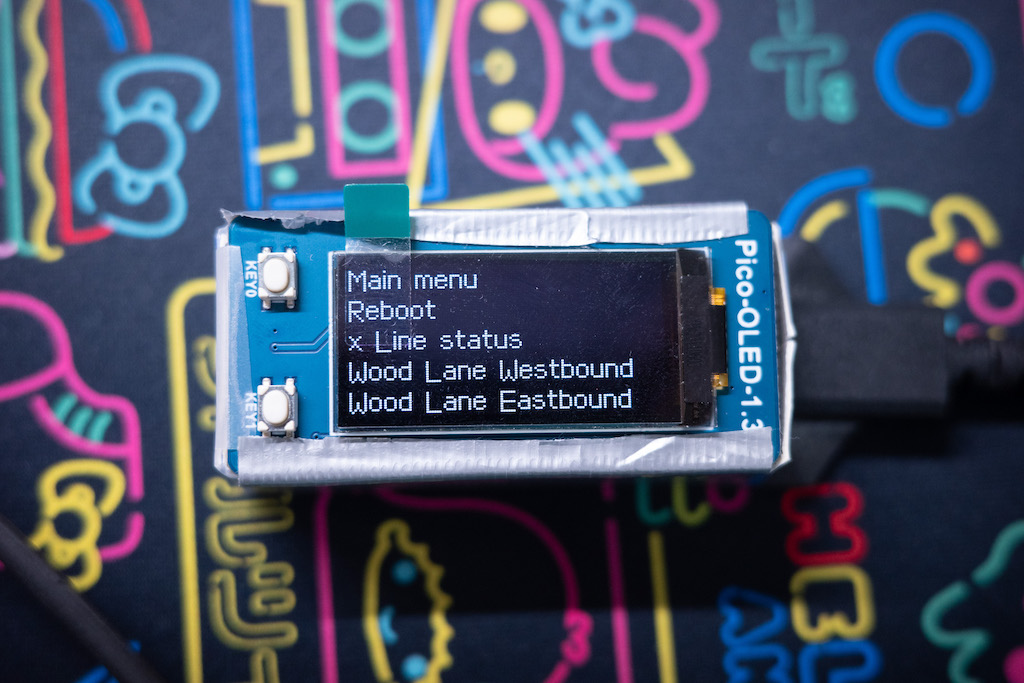 KEY0
KEY1
Main menu
Reboot
x Line status
Wood Lane Westbound
Wood Lane Eastbound
Pico-OLED-1.3